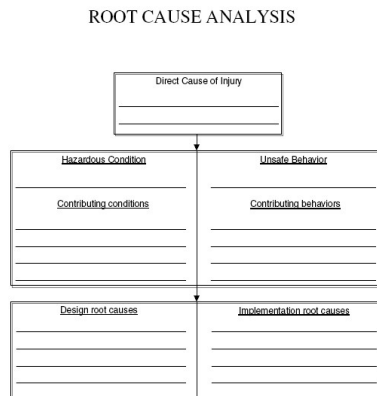 ROOT CAUSE ANALYSIS
Direct Cause of Injury
Hazardous Condition
Unsafe Behavior
Contributing conditions
Contributing behaviors
Design root causes
Implementation root causes